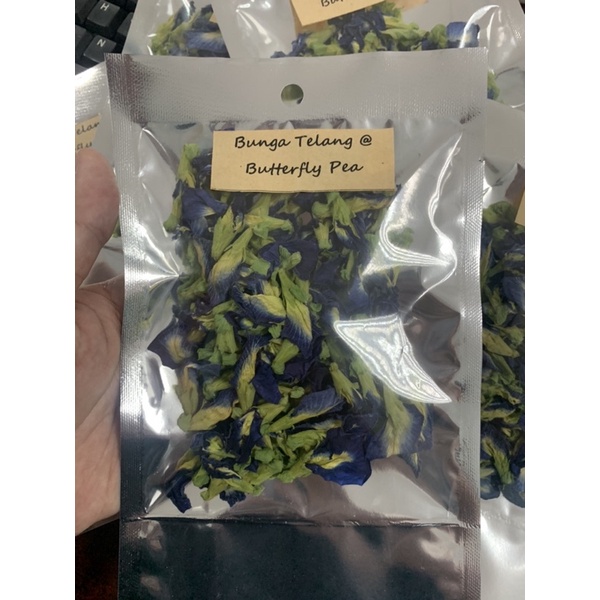 Bunga Telang @
Butterfly Pea